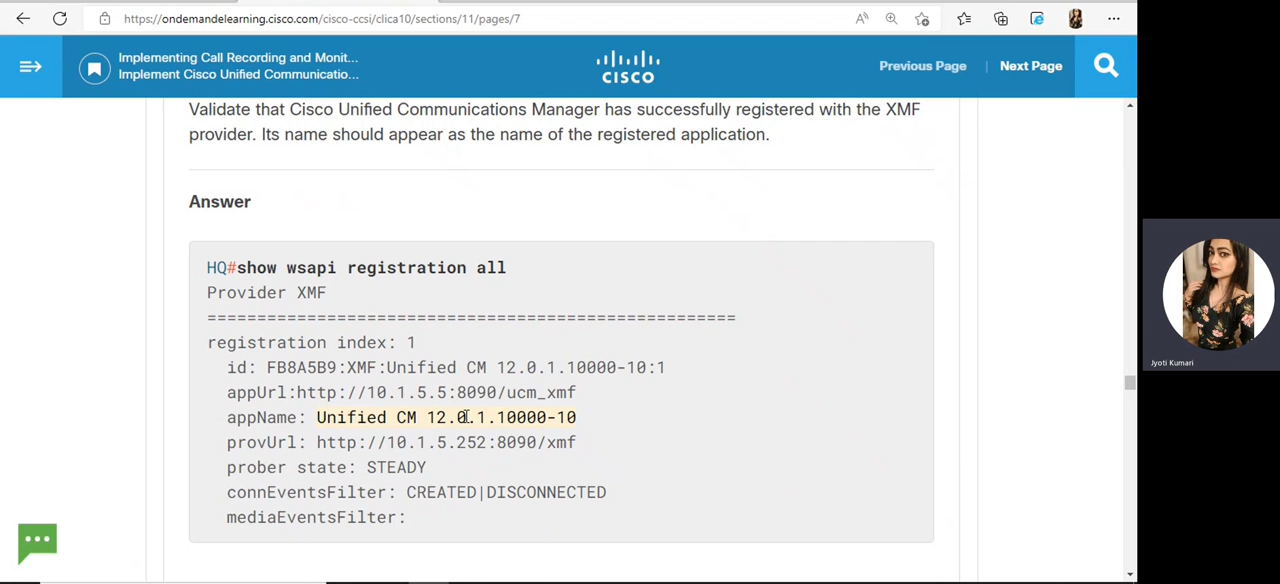 https://ondemandelearning.cisco.com/cisco-ccsi/clica10/sections/11/pages/7
Implementing Call Recording and Monit...
Implement Cisco Unified Communicatio...
CISCO
Previous Page | Next Page
Validate that Cisco Unified Communications Manager has successfully registered with the XMF
provider. Its name should appear as the name of the registered application.
Answer
HQ#show wsapi registration all
Provider XMF
=====================================================
registration index: 1
id: FB8A5B9:XMF:Unified CM 12.0.1.10000-10:1
appUrl:http://10.1.5.5:8090/ucm_xmf
appName: Unified CM 12.0.1.10000-10
provUrl: http://10.1.5.252:8090/xmf
prober state: STEADY
connEventsFilter: CREATED|DISCONNECTED
mediaEventsFilter:
Jyoti Kumari